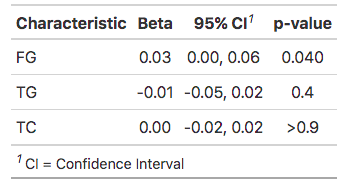 Characteristic Beta 95% CI1 p-value
FG 0.03 0.00, 0.06 0.040
TG -0.01 -0.05, 0.02 0.4
TC 0.00 -0.02, 0.02 >0.9
1 CI = Confidence Interval